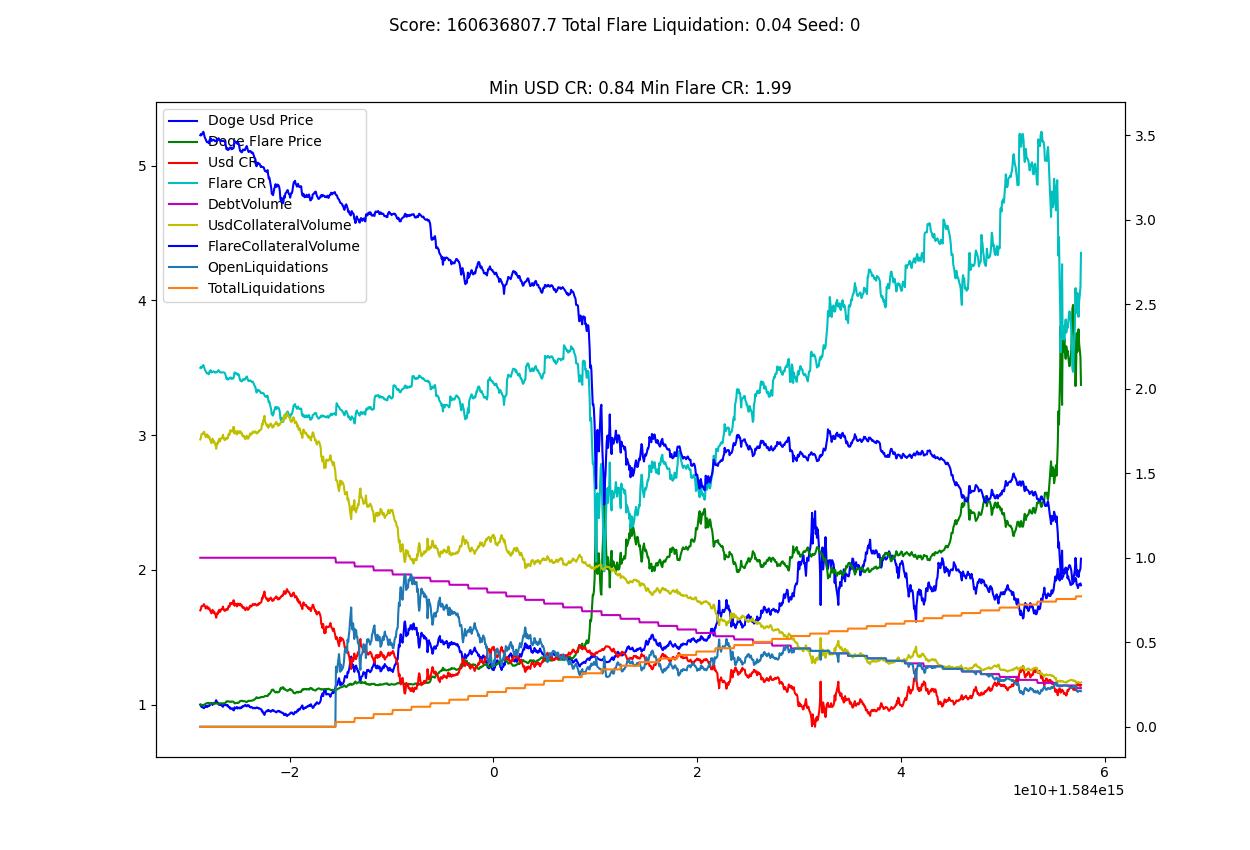 Score: 160636807.7 Total Flare Liquidation: 0.04 Seed: 0
Min USD CR: 0.84 Min Flare CR: 1.99
Doge Usd Price
Doge Flare Price
Usd CR
Flare CR
DebtVolume
UsdCollateralVolume
FlareCollateralVolume
OpenLiquidations
TotalLiquidations
5
4
3
2
1
3.5
3.0
2.5
2.0
1.5
1.0
0.5
0.0
−2 0 2 4 6
1e10+1.584e15